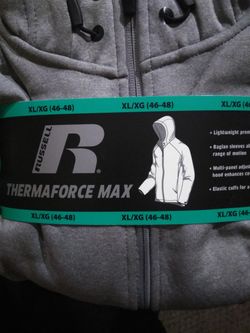 XL/XG (46-48)
XL/XG (46-48)
XL/XG (46-48)
R
RUSSELL
THERMAFORCE MAX
• Lightweight
• Raglan sleeves
range of motion
• Multi-panel
hood enhances
• Elastic cuffs for
XL/XG (46-48)
XL/XG (46-48)
XL/XG (46-48)